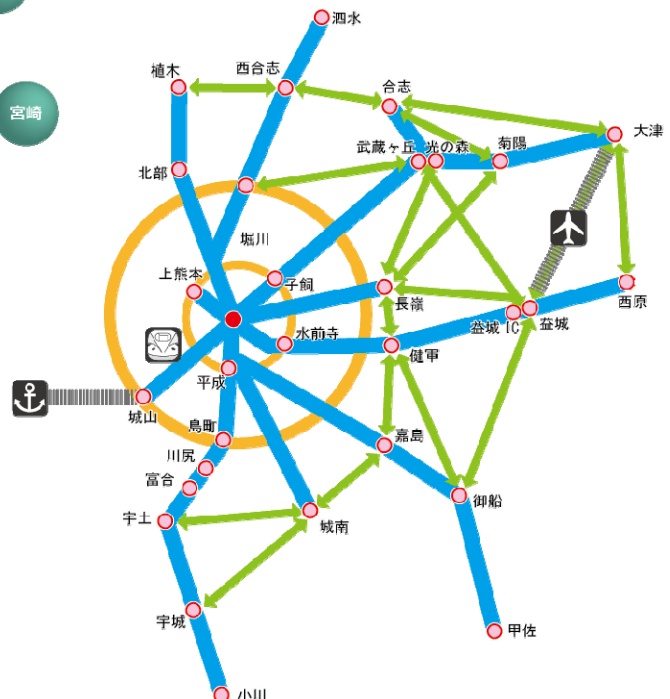 泗水
植木
西合志
合志
宮崎
大津
武蔵ヶ丘
光の森
菊陽
北部
堀川
上熊本
子飼
長嶺
西原
益城IC
益城
水前寺
健軍
平成
城山
鳥町
嘉島
川尻
富合
御船
宇土
城南
宇城
甲佐
小川